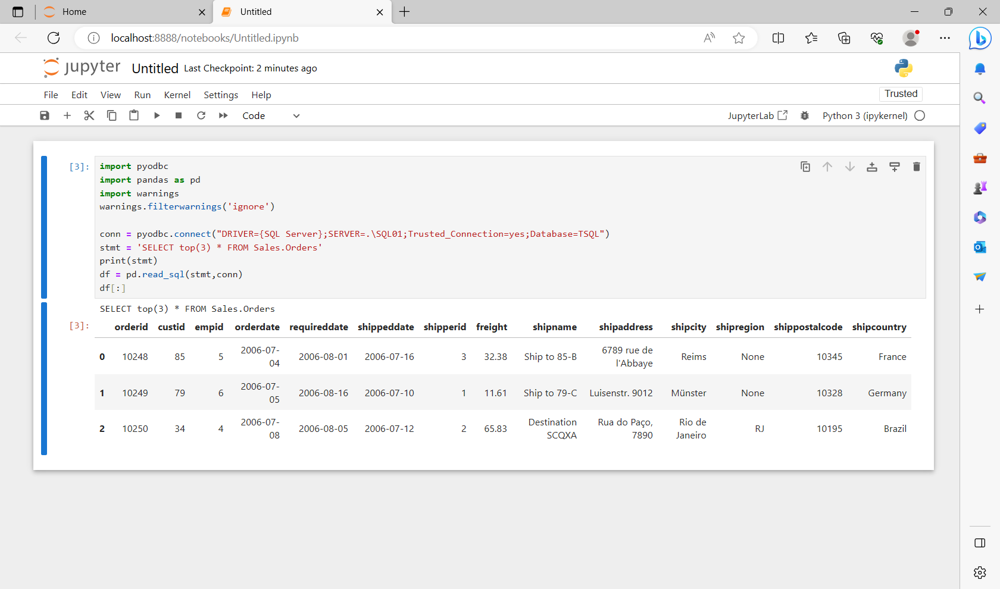 Home
Untitled
localhost:8888/notebooks/Untitled.ipynb
jupyter Untitled Last Checkpoint: 2 minutes ago
File Edit View Run Kernel Settings Help Trusted
Code JupyterLab Python 3 (ipykernel)
[3]: import pyodbc
import pandas as pd
import warnings
warnings.filterwarnings('ignore')
conn = pyodbc.connect("DRIVER={SQL Server};SERVER=.\SQL01;Trusted_Connection=yes;Database=TSQL")
stmt = 'SELECT top(3) * FROM Sales.Orders'
print(stmt)
df = pd.read_sql(stmt,conn)
df[:]
SELECT top(3) * FROM Sales.Orders
[3]: orderid custid empid orderdate requireddate shippeddate shipperid freight shipname shipaddress shipcity shipregion shippostalcode shipcountry
0 10248 85 5 2006-07-04 2006-08-01 2006-07-16 3 32.38 Ship to 85-B 6789 rue de l'Abbaye Reims None 10345 France
1 10249 79 6 2006-07-05 2006-08-16 2006-07-10 1 11.61 Ship to 79-C Luisenstr. 9012 Münster None 10328 Germany
2 10250 34 4 2006-07-08 2006-08-05 2006-07-12 2 65.83 Destination SCQXA Rua do Paço, 7890 Rio de Janeiro RJ 10195 Brazil